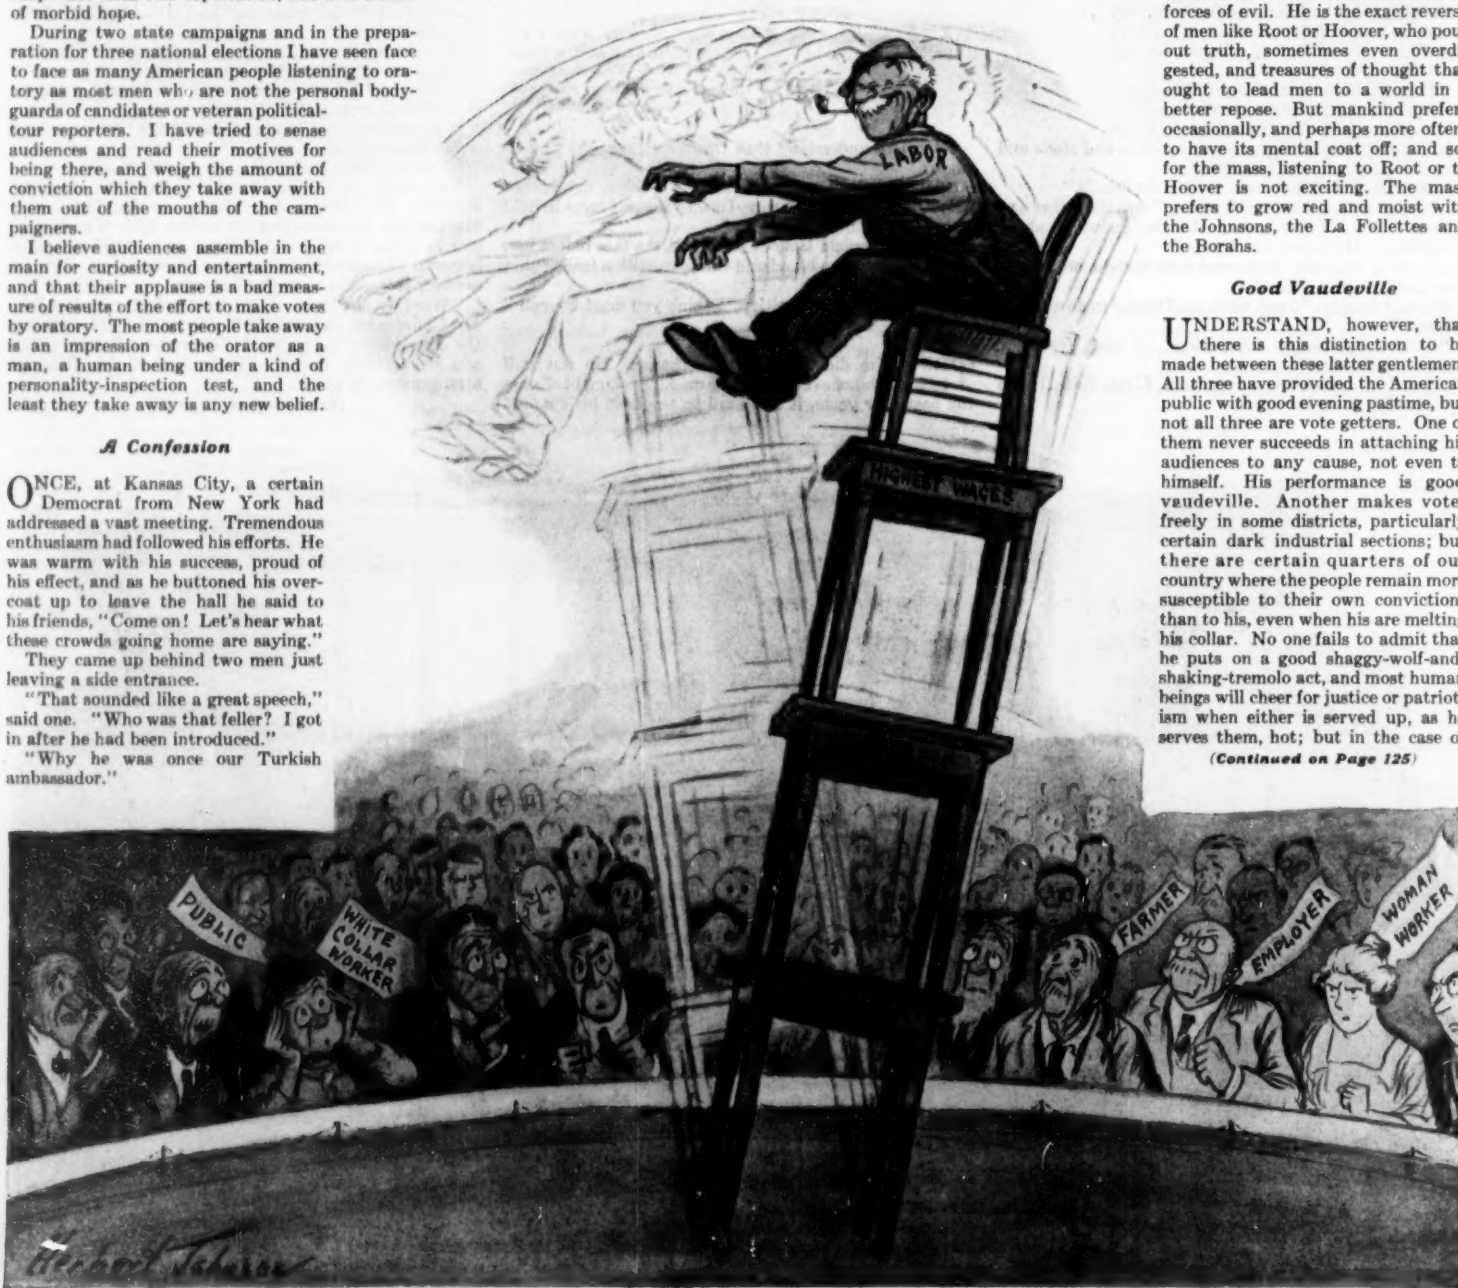 of morbid hope.
During two state campaigns and in the prepa-
ration for three national elections I have seen face
to face as many American people listening to ora-
tory as most men who are not the personal body-
guards of candidates or veteran political-
tour reporters. I have tried to sense
audiences and read their motives for
being there, and weigh the amount of
conviction which they take away with
them out of the mouths of the cam-
paigners.
I believe audiences assemble in the
main for curiosity and entertainment,
and that their applause is a bad meas-
ure of results of the effort to make votes
by oratory. The most people take away
is an impression of the orator as a
man, a human being under a kind of
personality-inspection test, and the
least they take away is any new belief.
A Confession
ONCE, at Kansas City, a certain
Democrat from New York had
addressed a vast meeting. Tremendous
enthusiasm had followed his efforts. He
was warm with his success, proud of
his effect, and as he buttoned his over-
coat up to leave the hall he said to
his friends, "Come on! Let's hear what
these crowds going home are saying."
They came up behind two men just
leaving a side entrance.
"That sounded like a great speech,"
said one. "Who was that feller? I got
in after he had been introduced."
"Why he was once our Turkish
ambassador."
LABOR
HIGHEST WAGES
forces of evil. He is the exact revers
of men like Root or Hoover, who pou
out truth, sometimes even overd
gested, and treasures of thought tha
ought to lead men to a world in
better repose. But mankind prefer
occasionally, and perhaps more often
to have its mental coat off; and so
for the mass, listening to Root or t
Hoover is not exciting. The mas
prefers to grow red and moist wit
the Johnsons, the La Follettes an
the Borahs.
Good Vaudeville
UNDERSTAND, however, tha
there is this distinction to b
made between these latter gentlemen
All three have provided the America
public with good evening pastime, bu
not all three are vote getters. One o
them never succeeds in attaching hi
audiences to any cause, not even t
himself. His performance is good
vaudeville. Another makes vote
freely in some districts, particularl
certain dark industrial sections; bu
there are certain quarters of ou
country where the people remain mor
susceptible to their own conviction
than to his, even when his are melting
his collar. No one fails to admit tha
he puts on a good shaggy-wolf-and-
shaking-tremolo act, and most human
beings will cheer for justice or patriot-
ism when either is served up, as h
serves them, hot; but in the case o
(Continued on Page 125)
PUBLIC
WHITE
COLLAR
WORKER
FARMER
EMPLOYER
WOMAN
WORKER
Herbert Johnson